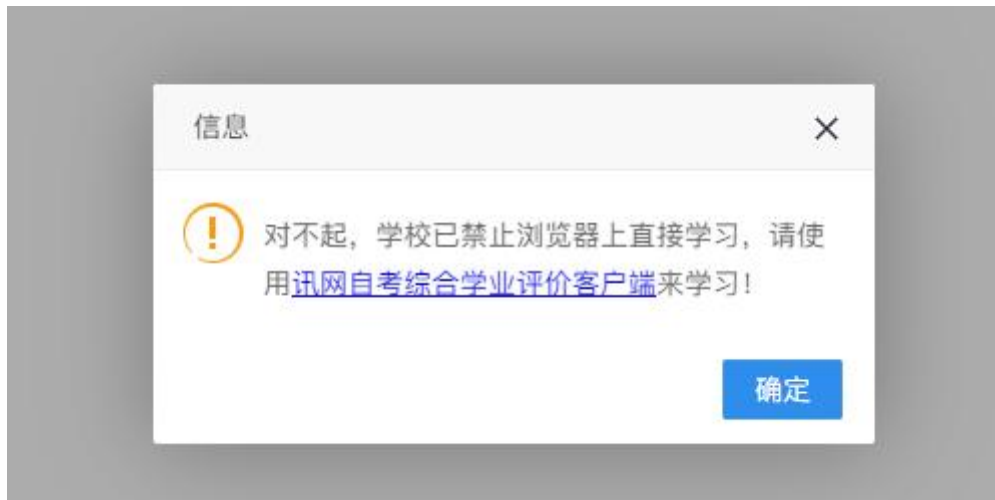 信息
对不起，学校已禁止浏览器上直接学习，请使
用讯网自考综合学业评价客户端来学习！
确定